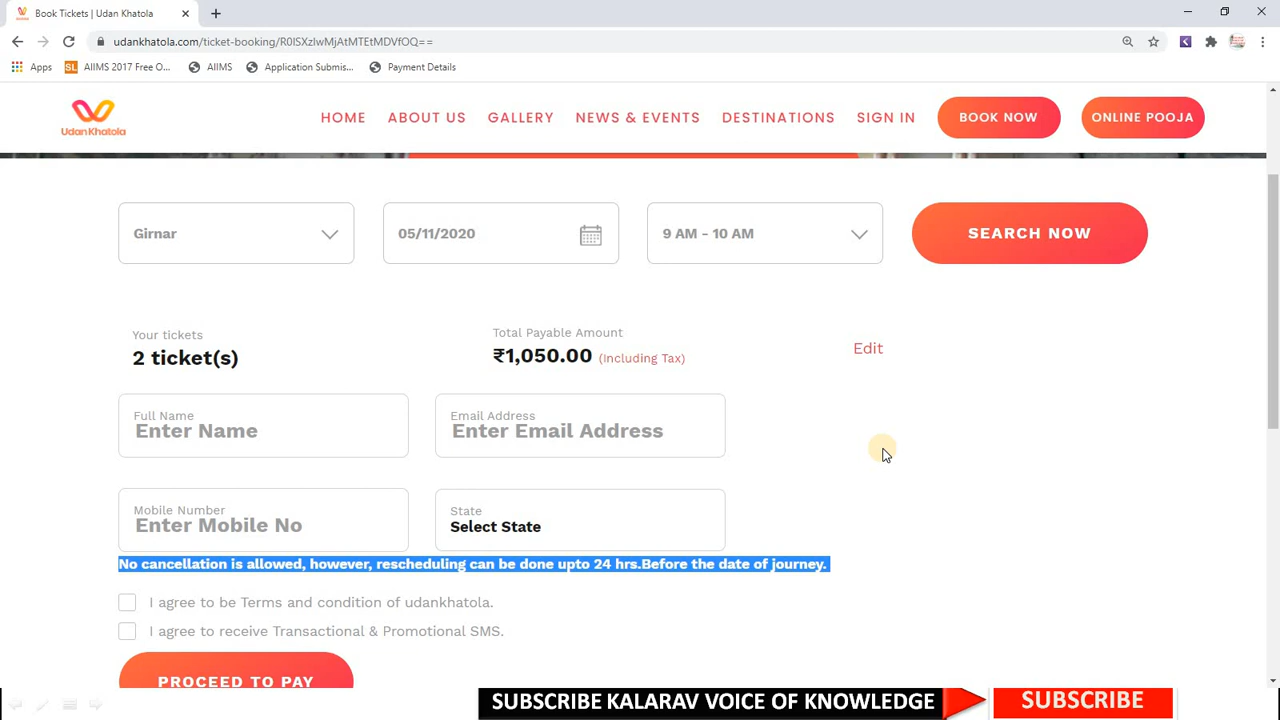 Book Tickets | Udan Khatola
udankhatola.com/ticket-booking/R0lSXzIwMjAtMTEtMDVfOQ==
Apps SL AIIMS 2017 Free O... AIIMS Application Submis... Payment Details
Udan Khatola
HOME ABOUT US GALLERY NEWS & EVENTS DESTINATIONS SIGN IN BOOK NOW ONLINE POOJA
Girnar 05/11/2020 9 AM - 10 AM SEARCH NOW
Your tickets Total Payable Amount
2 ticket(s) ₹1,050.00 (Including Tax) Edit
Full Name Email Address
Enter Name Enter Email Address
Mobile Number State
Enter Mobile No Select State
No cancellation is allowed, however, rescheduling can be done upto 24 hrs.Before the date of journey.
I agree to be Terms and condition of udankhatola.
I agree to receive Transactional & Promotional SMS.
PROCEED TO PAY
SUBSCRIBE KALARAV VOICE OF KNOWLEDGE SUBSCRIBE